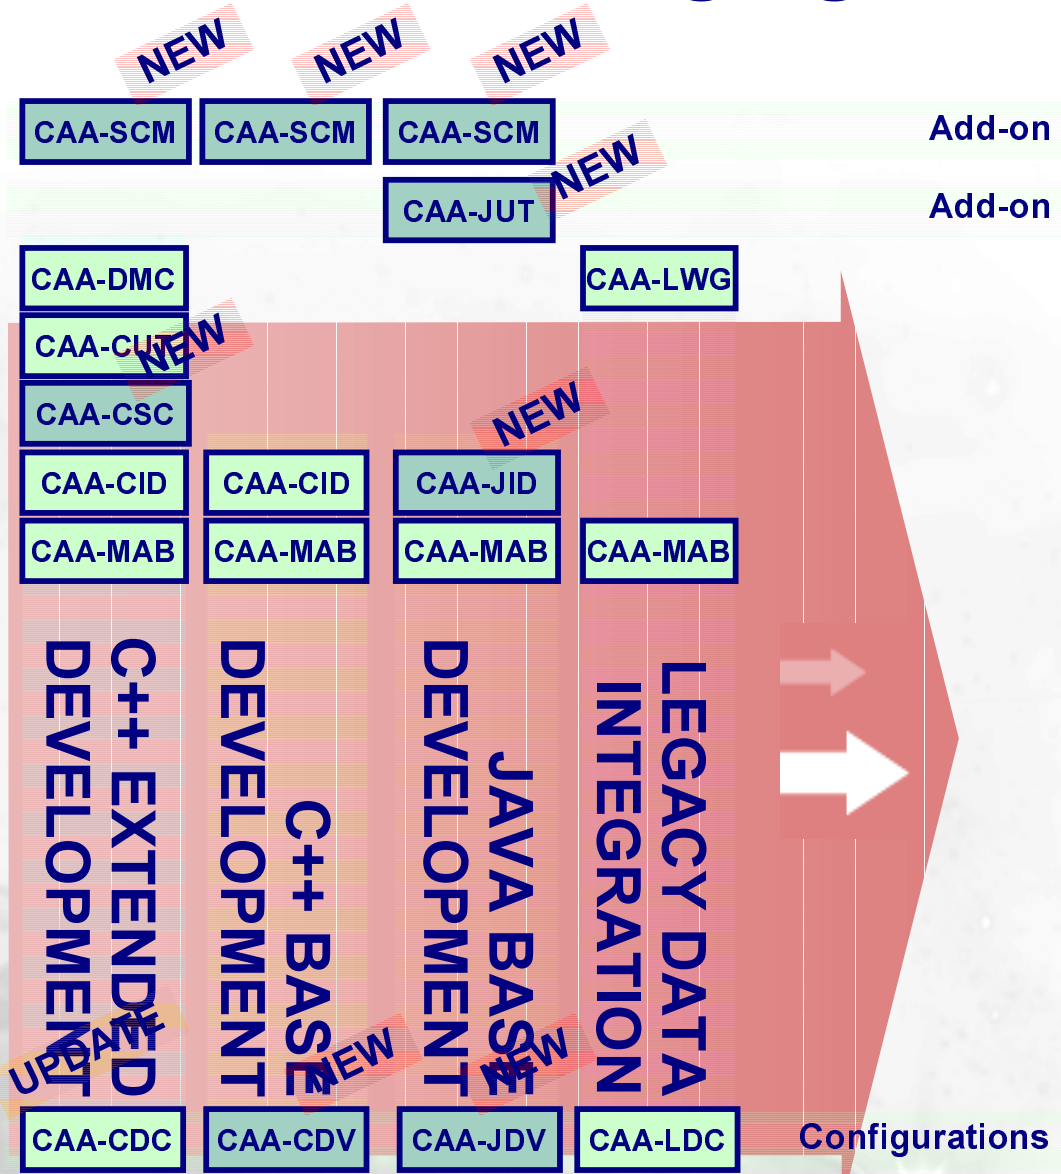 NEW NEW NEW
CAA-SCM CAA-SCM CAA-SCM Add-on
NEW
CAA-JUT Add-on
CAA-DMC CAA-LWG
CAA-CUT
NEW
CAA-CSC
NEW
CAA-CID CAA-CID CAA-JID
CAA-MAB CAA-MAB CAA-MAB CAA-MAB
C++ EXTENDED
DEVELOPMENT
C++ BASE
DEVELOPMENT
JAVA BASE
DEVELOPMENT
LEGACY DATA
INTEGRATION
UPDATE NEW NEW
CAA-CDC CAA-CDV CAA-JDV CAA-LDC Configurations